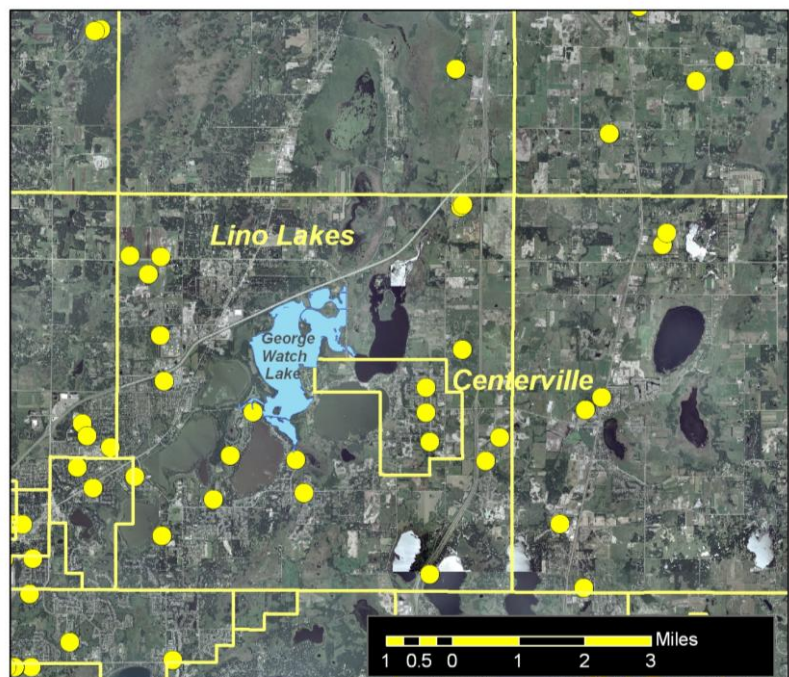 Lino Lakes
George
Watch
Lake
Centerville
Miles
1 0.5 0 1 2 3